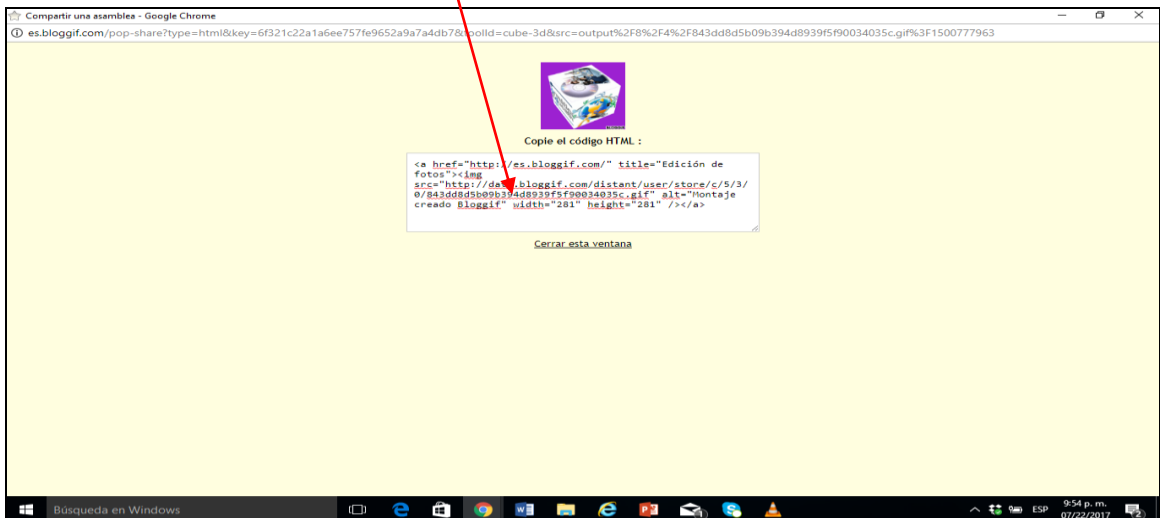 Compartir una asamblea - Google Chrome
es.bloggif.com/pop-share?type=html&key=6f321c22a1a6ee757fe9652a9a7a4db7&toolId=cube-3d&src=output%2F8%2F4%2F843dd8d5b09b394d8939f5f90034035c.gif%3F1500777963
Copie el código HTML :
<a href="http://es.bloggif.com/" title="Edición de
fotos"><img
src="http://data.bloggif.com/distant/user/store/c/5/3/
0/843dd8d5b09b394d8939f5f90034035c.gif" alt="Montaje
creado Bloggif" width="281" height="281" /></a>
Cerrar esta ventana
Búsqueda en Windows
ESP
9:54 p. m.
07/22/2017